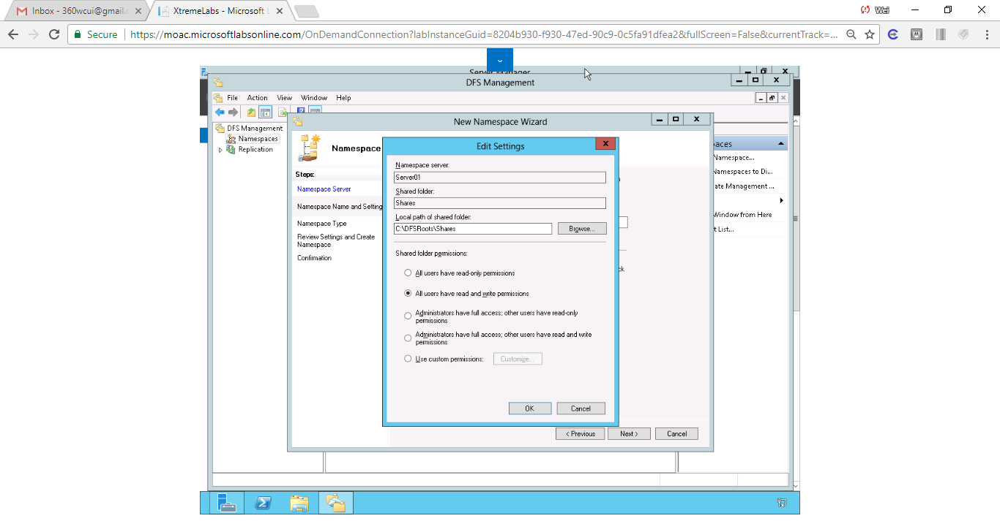 Inbox - 360wcui@gmail.c
XtremeLabs - Microsoft L
Wei
Secure
https://moac.microsoftlabsonline.com/OnDemandConnection?labInstanceGuid=8204b930-f930-47ed-90c9-0c5fa91dfea2&fullScreen=False&currentTrack=...
Server Manager
DFS Management
File Action View Window Help
DFS Management
Namespaces
Replication
New Namespace Wizard
Namespace
Steps:
Namespace Server
Namespace Name and Setting
Namespace Type
Review Settings and Create
Namespace
Confirmation
Edit Settings
Namespace server:
Server01
Shared folder:
Shares
Local path of shared folder:
C:\DFSRoots\Shares
Browse...
Shared folder permissions:
All users have read-only permissions
All users have read and write permissions
Administrators have full access; other users have read-only
permissions
Administrators have full access; other users have read and write
permissions
Use custom permissions:
Customize...
OK
Cancel
< Previous
Next >
Cancel
aces
Namespace...
Namespaces to Di...
ate Management ...
Window from Here
t List...